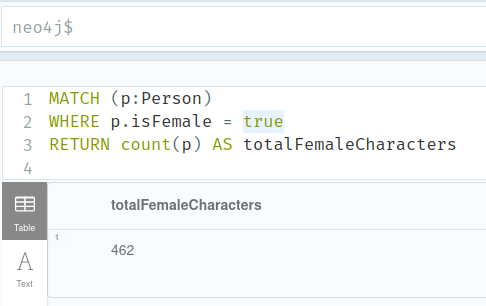 neo4j$
1 MATCH (p:Person)
2 WHERE p.isFemale = true
3 RETURN count(p) AS totalFemaleCharacters
4
Table
totalFemaleCharacters
1
462
A
Text